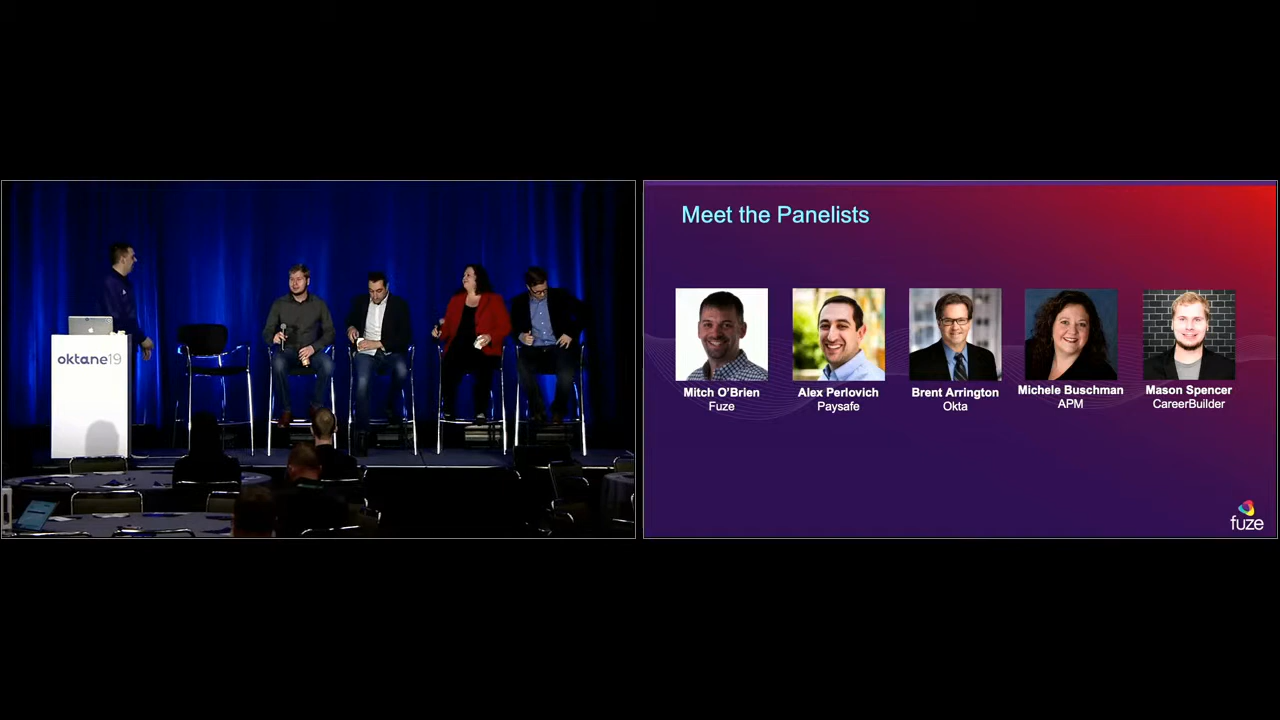 oktane19
Meet the Panelists
Mitch O'Brien
Fuze
Alex Perlovich
Paysafe
Brent Arrington
Okta
Michele Buschman
APM
Mason Spencer
CareerBuilder
fuze